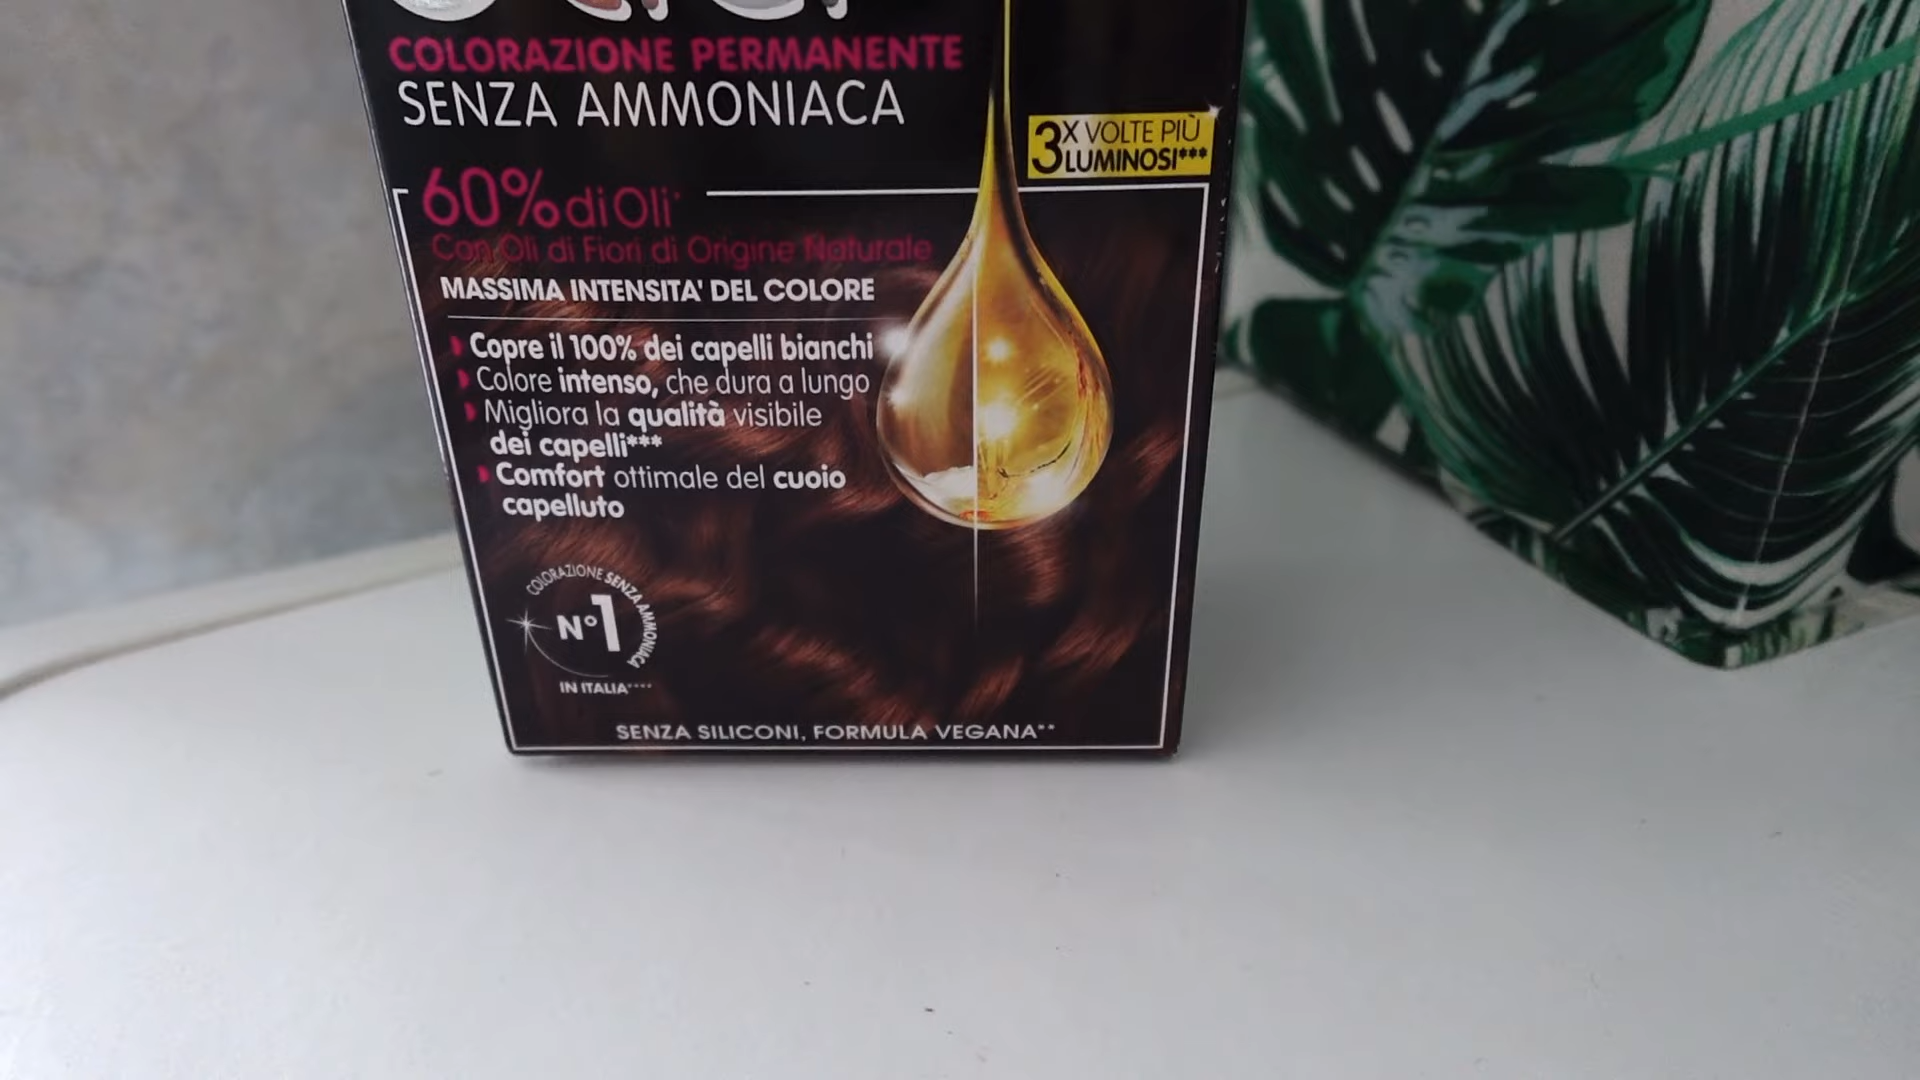 COLORAZIONE PERMANENTE
SENZA AMMONIACA
3X VOLTE PIÙ
LUMINOSI***
60% di Oli*
Con Oli di Fiori di Origine Naturale
MASSIMA INTENSITA' DEL COLORE
Copre il 100% dei capelli bianchi
Colore intenso, che dura a lungo
Migliora la qualità visibile
dei capelli***
Comfort ottimale del cuoio
capelluto
COLORAZIONE SENZA AMMONIACA
N°1
IN ITALIA****
SENZA SILICONI, FORMULA VEGANA**